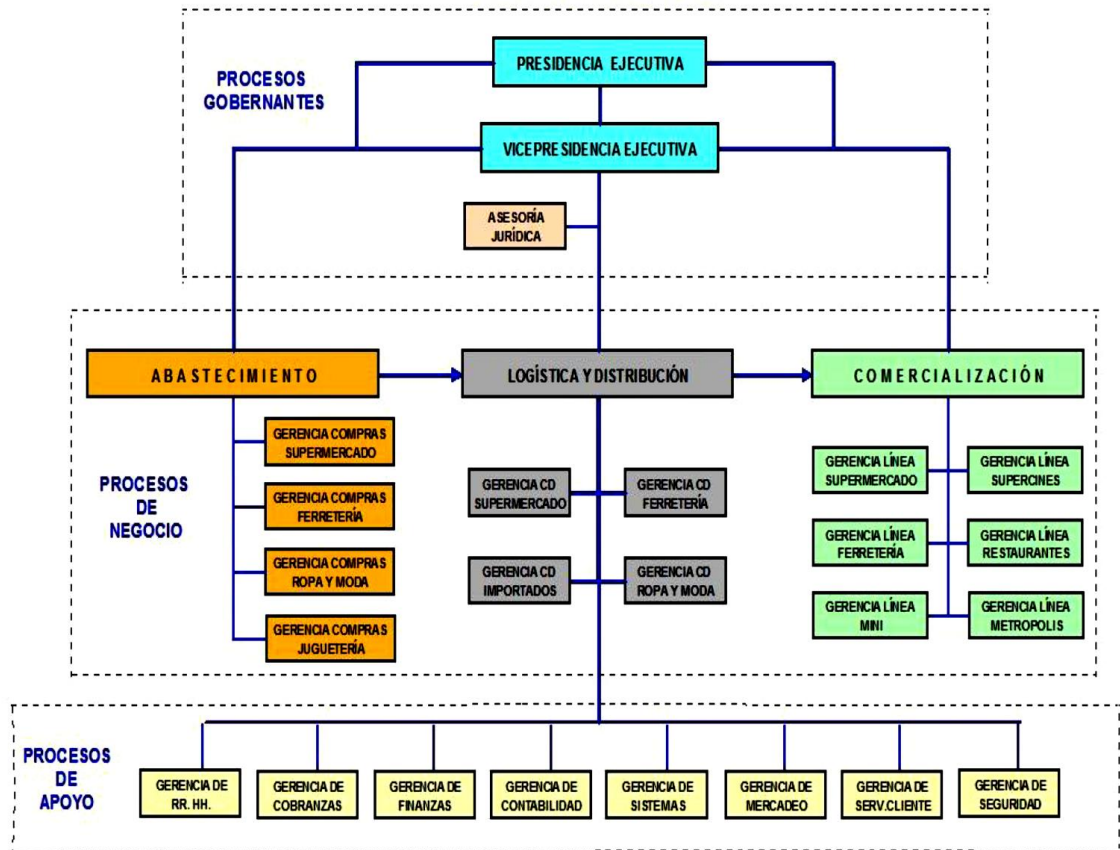 PROCESOS
GOBERNANTES
PRESIDENCIA EJECUTIVA
VICEPRESIDENCIA EJECUTIVA
ASESORÍA
JURÍDICA
PROCESOS
DE
NEGOCIO
ABASTECIMIENTO
GERENCIA COMPRAS
SUPERMERCADO
GERENCIA COMPRAS
FERRETERÍA
GERENCIA COMPRAS
ROPA Y MODA
GERENCIA COMPRAS
JUGUETERÍA
LOGÍSTICA Y DISTRIBUCIÓN
GERENCIA CD
SUPERMERCADO
GERENCIA CD
FERRETERÍA
GERENCIA CD
IMPORTADOS
GERENCIA CD
ROPA Y MODA
COMERCIALIZACIÓN
GERENCIA LÍNEA
SUPERMERCADO
GERENCIA LÍNEA
SUPERCINES
GERENCIA LÍNEA
FERRETERÍA
GERENCIA LÍNEA
RESTAURANTES
GERENCIA LÍNEA
MINI
GERENCIA LÍNEA
METROPOLIS
PROCESOS
DE
APOYO
GERENCIA DE
RR. HH.
GERENCIA DE
COBRANZAS
GERENCIA DE
FINANZAS
GERENCIA DE
CONTABILIDAD
GERENCIA DE
SISTEMAS
GERENCIA DE
MERCADEO
GERENCIA DE
SERV.CLIENTE
GERENCIA DE
SEGURIDAD